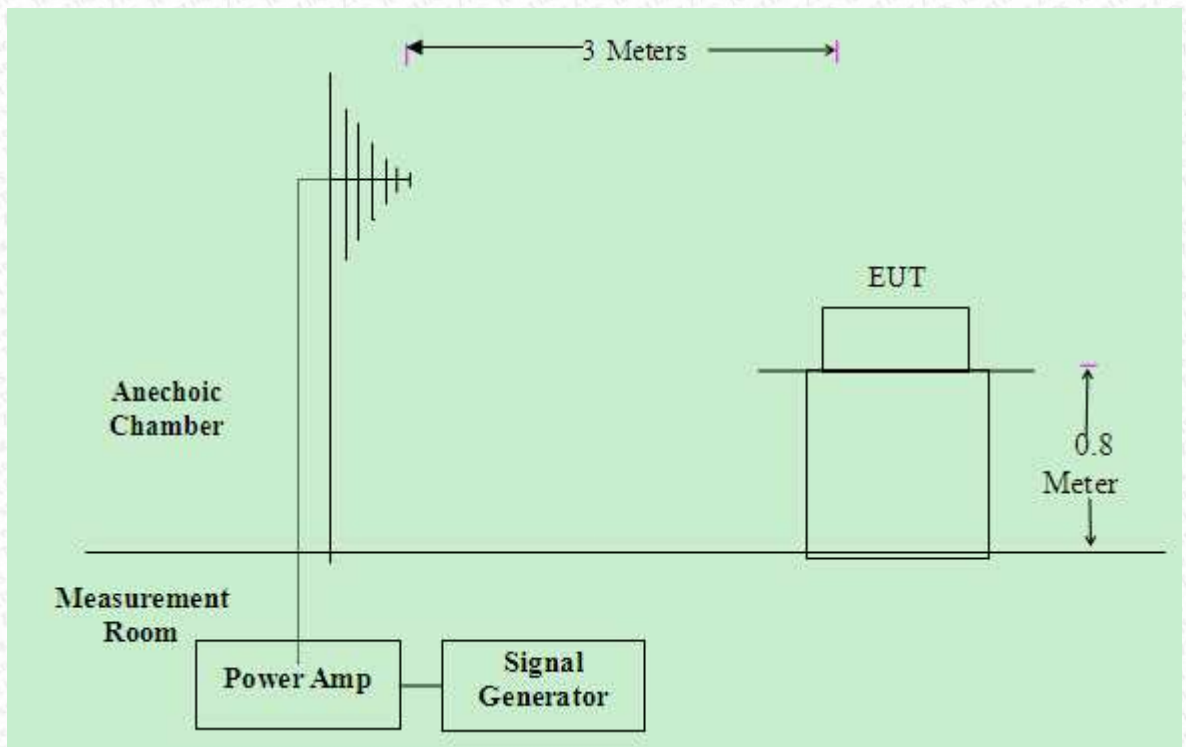 3 Meters
EUT
Anechoic
Chamber
0.8
Meter
Measurement
Room
Power Amp
Signal
Generator